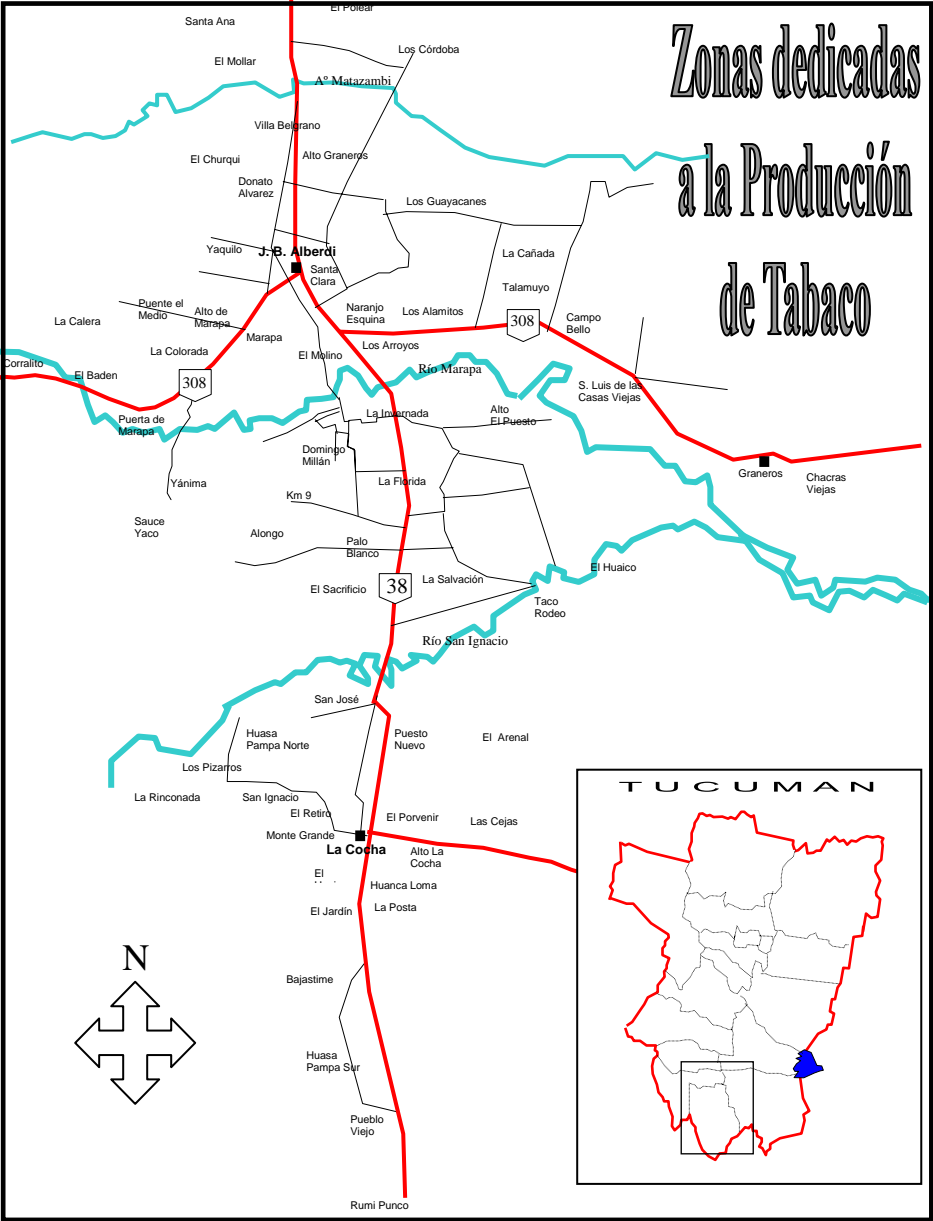 El Polear
Santa Ana
Zonas dedicadas
a la Producción
de Tabaco
Los Córdoba
El Mollar
Aº Matazambi
Villa Belgrano
El Churqui
Alto Graneros
Donato
Alvarez
Los Guayacanes
Yaquilo
J. B. Alberdi
La Cañada
Santa
Clara
Talamuyo
Puente el
Medio
Alto de
Marapa
Naranjo
Esquina
Los Alamitos
308
Campo
Bello
La Calera
Marapa
La Colorada
El Molino
Los Arroyos
Corralito
El Baden
308
Río Marapa
S. Luis de las
Casas Viejas
Puerta de
Marapa
La Invernada
Alto
El Puesto
Domingo
Millán
Graneros
Chacras
Viejas
Yánima
La Florida
Km 9
Sauce
Yaco
Alongo
Palo
Blanco
El Huaico
El Sacrificio
38
La Salvación
Taco
Rodeo
Río San Ignacio
San José
Huasa
Pampa Norte
Puesto
Nuevo
El Arenal
Los Pizarros
La Rinconada
San Ignacio
El Retiro
El Porvenir
Las Cejas
Monte Grande
La Cocha
Alto La
Cocha
El
Huanca Loma
El Jardín
La Posta
Bajastime
Huasa
Pampa Sur
Pueblo
Viejo
Rumi Punco
N
TUCUMAN